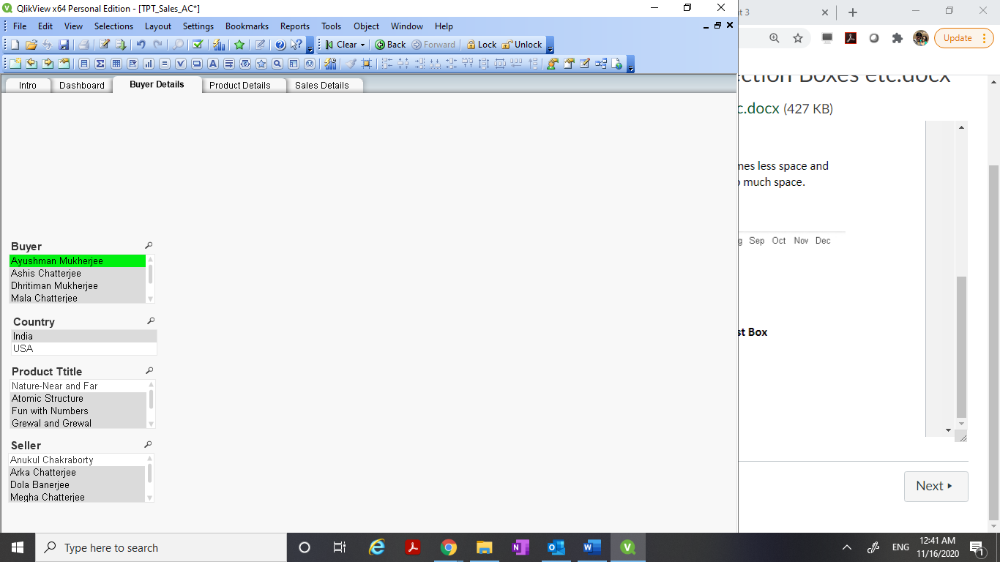 QlikView x64 Personal Edition - [TPT_Sales_AC*]
File Edit View Selections Layout Settings Bookmarks Reports Tools Object Window Help
Clear Back Forward Lock Unlock
Intro Dashboard Buyer Details Product Details Sales Details
Buyer
Ayushman Mukherjee
Ashis Chatterjee
Dhritiman Mukherjee
Mala Chatterjee
Country
India
USA
Product Ttitle
Nature-Near and Far
Atomic Structure
Fun with Numbers
Grewal and Grewal
Seller
Anukul Chakraborty
Arka Chatterjee
Dola Banerjee
Megha Chatterjee
t 3
Update
ection Boxes etc.docx
c.docx (427 KB)
mes less space and
o much space.
g Sep Oct Nov Dec
st Box
Next
Type here to search
ENG
12:41 AM
11/16/2020
1